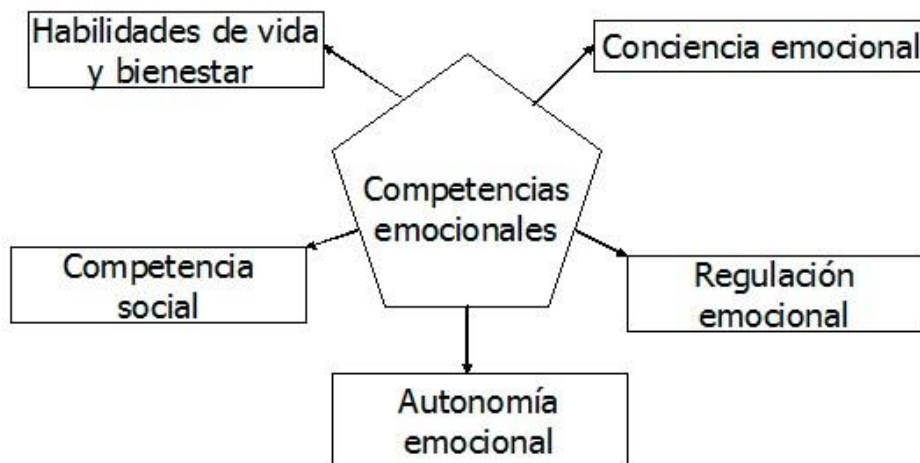 Habilidades de vida
y bienestar
Conciencia emocional
Competencias
emocionales
Competencia
social
Regulación
emocional
Autonomía
emocional